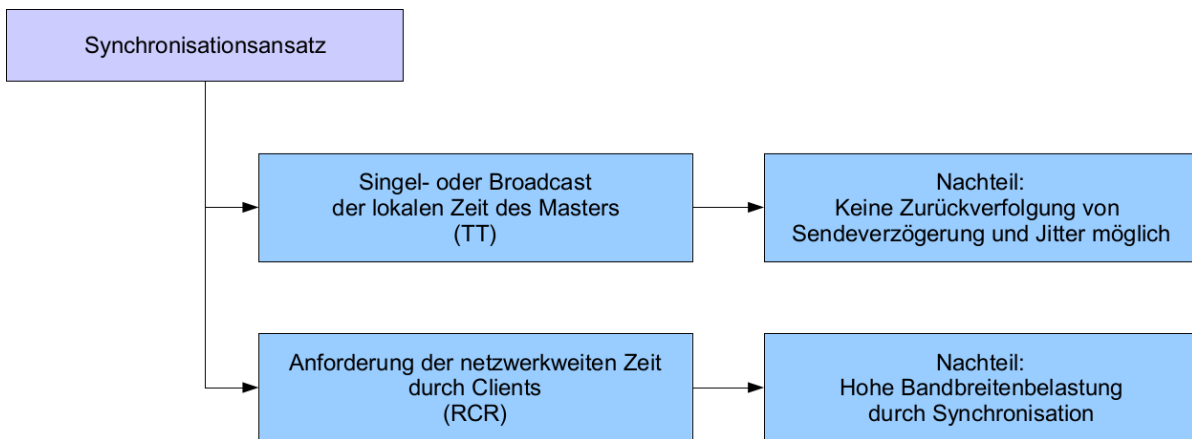 Synchronisationsansatz
Singel- oder Broadcast
der lokalen Zeit des Masters
(TT)
Nachteil:
Keine Zurückverfolgung von
Sendeverzögerung und Jitter möglich
Anforderung der netzwerkweiten Zeit
durch Clients
(RCR)
Nachteil:
Hohe Bandbreitenbelastung
durch Synchronisation